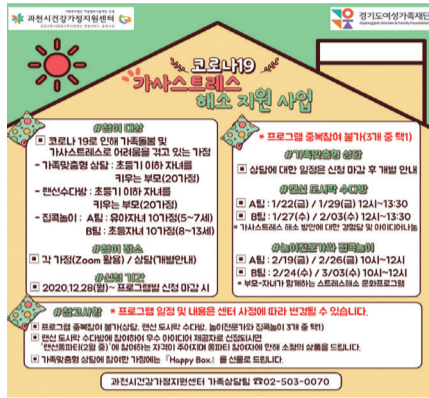 과천시건강가정지원센터
경기도여성가족재단
코로나19
가사스트레스
해소 지원 사업
#참여 대상
코로나 19로 인해 가족돌봄 및
가사스트레스로 어려움을 겪고 있는 가정
- 가족맞춤형 상담 : 초등기 이하 자녀를
키우는 부모(20가정)
- 랜선수다방 : 초등기 이하 자녀를
키우는 부모(20가정)
- 집콕놀이 : A팀 : 유아자녀 10가정(5~7세)
B팀 : 초등자녀 10가정(8~13세)
#참여 장소
각 가정(Zoom 활용) / 상담(개별안내)
#신청 기간
2020.12.28(월)~ 프로그램별 신청 마감 시
* 프로그램 중복참여 불가(3개 중 택1)
#가족맞춤형 상담
상담에 대한 일정은 신청 마감 후 개별 안내
#랜선 도시락 수다방
A팀 : 1/22(금) / 1/29(금) 12시~13:30
B팀 : 1/27(수) / 2/03(수) 12시~13:30
* 가사스트레스 해소 방안에 대한 경험담 및 아이디어나눔
#놀이전문가와 집콕놀이
A팀 : 2/19(금) / 2/26(금) 10시~12시
B팀 : 2/24(수) / 3/03(수) 10시~12시
* 부모-자녀가 함께하는 스트레스해소 문화프로그램
#참고사항 * 프로그램 일정 및 내용은 센터 사정에 따라 변경될 수 있습니다.
프로그램 중복참여 불가(상담, 랜선 도시락 수다방, 놀이전문가와 집콕놀이 3개 중 택1)
랜선 도시락 수다방에 참여하여 우수 아이디어 제공자로 선정되시면
'랜선쫑파티(2월 중)'에 참여하는 자격이 주어지며 쫑파티 참여자에 한해 소정의 상품을 드립니다.
가족맞춤형 상담에 참여한 가정에는 『Happy Box』를 선물로 드립니다.
과천시건강가정지원센터 가족상담팀 ☎02-503-0070